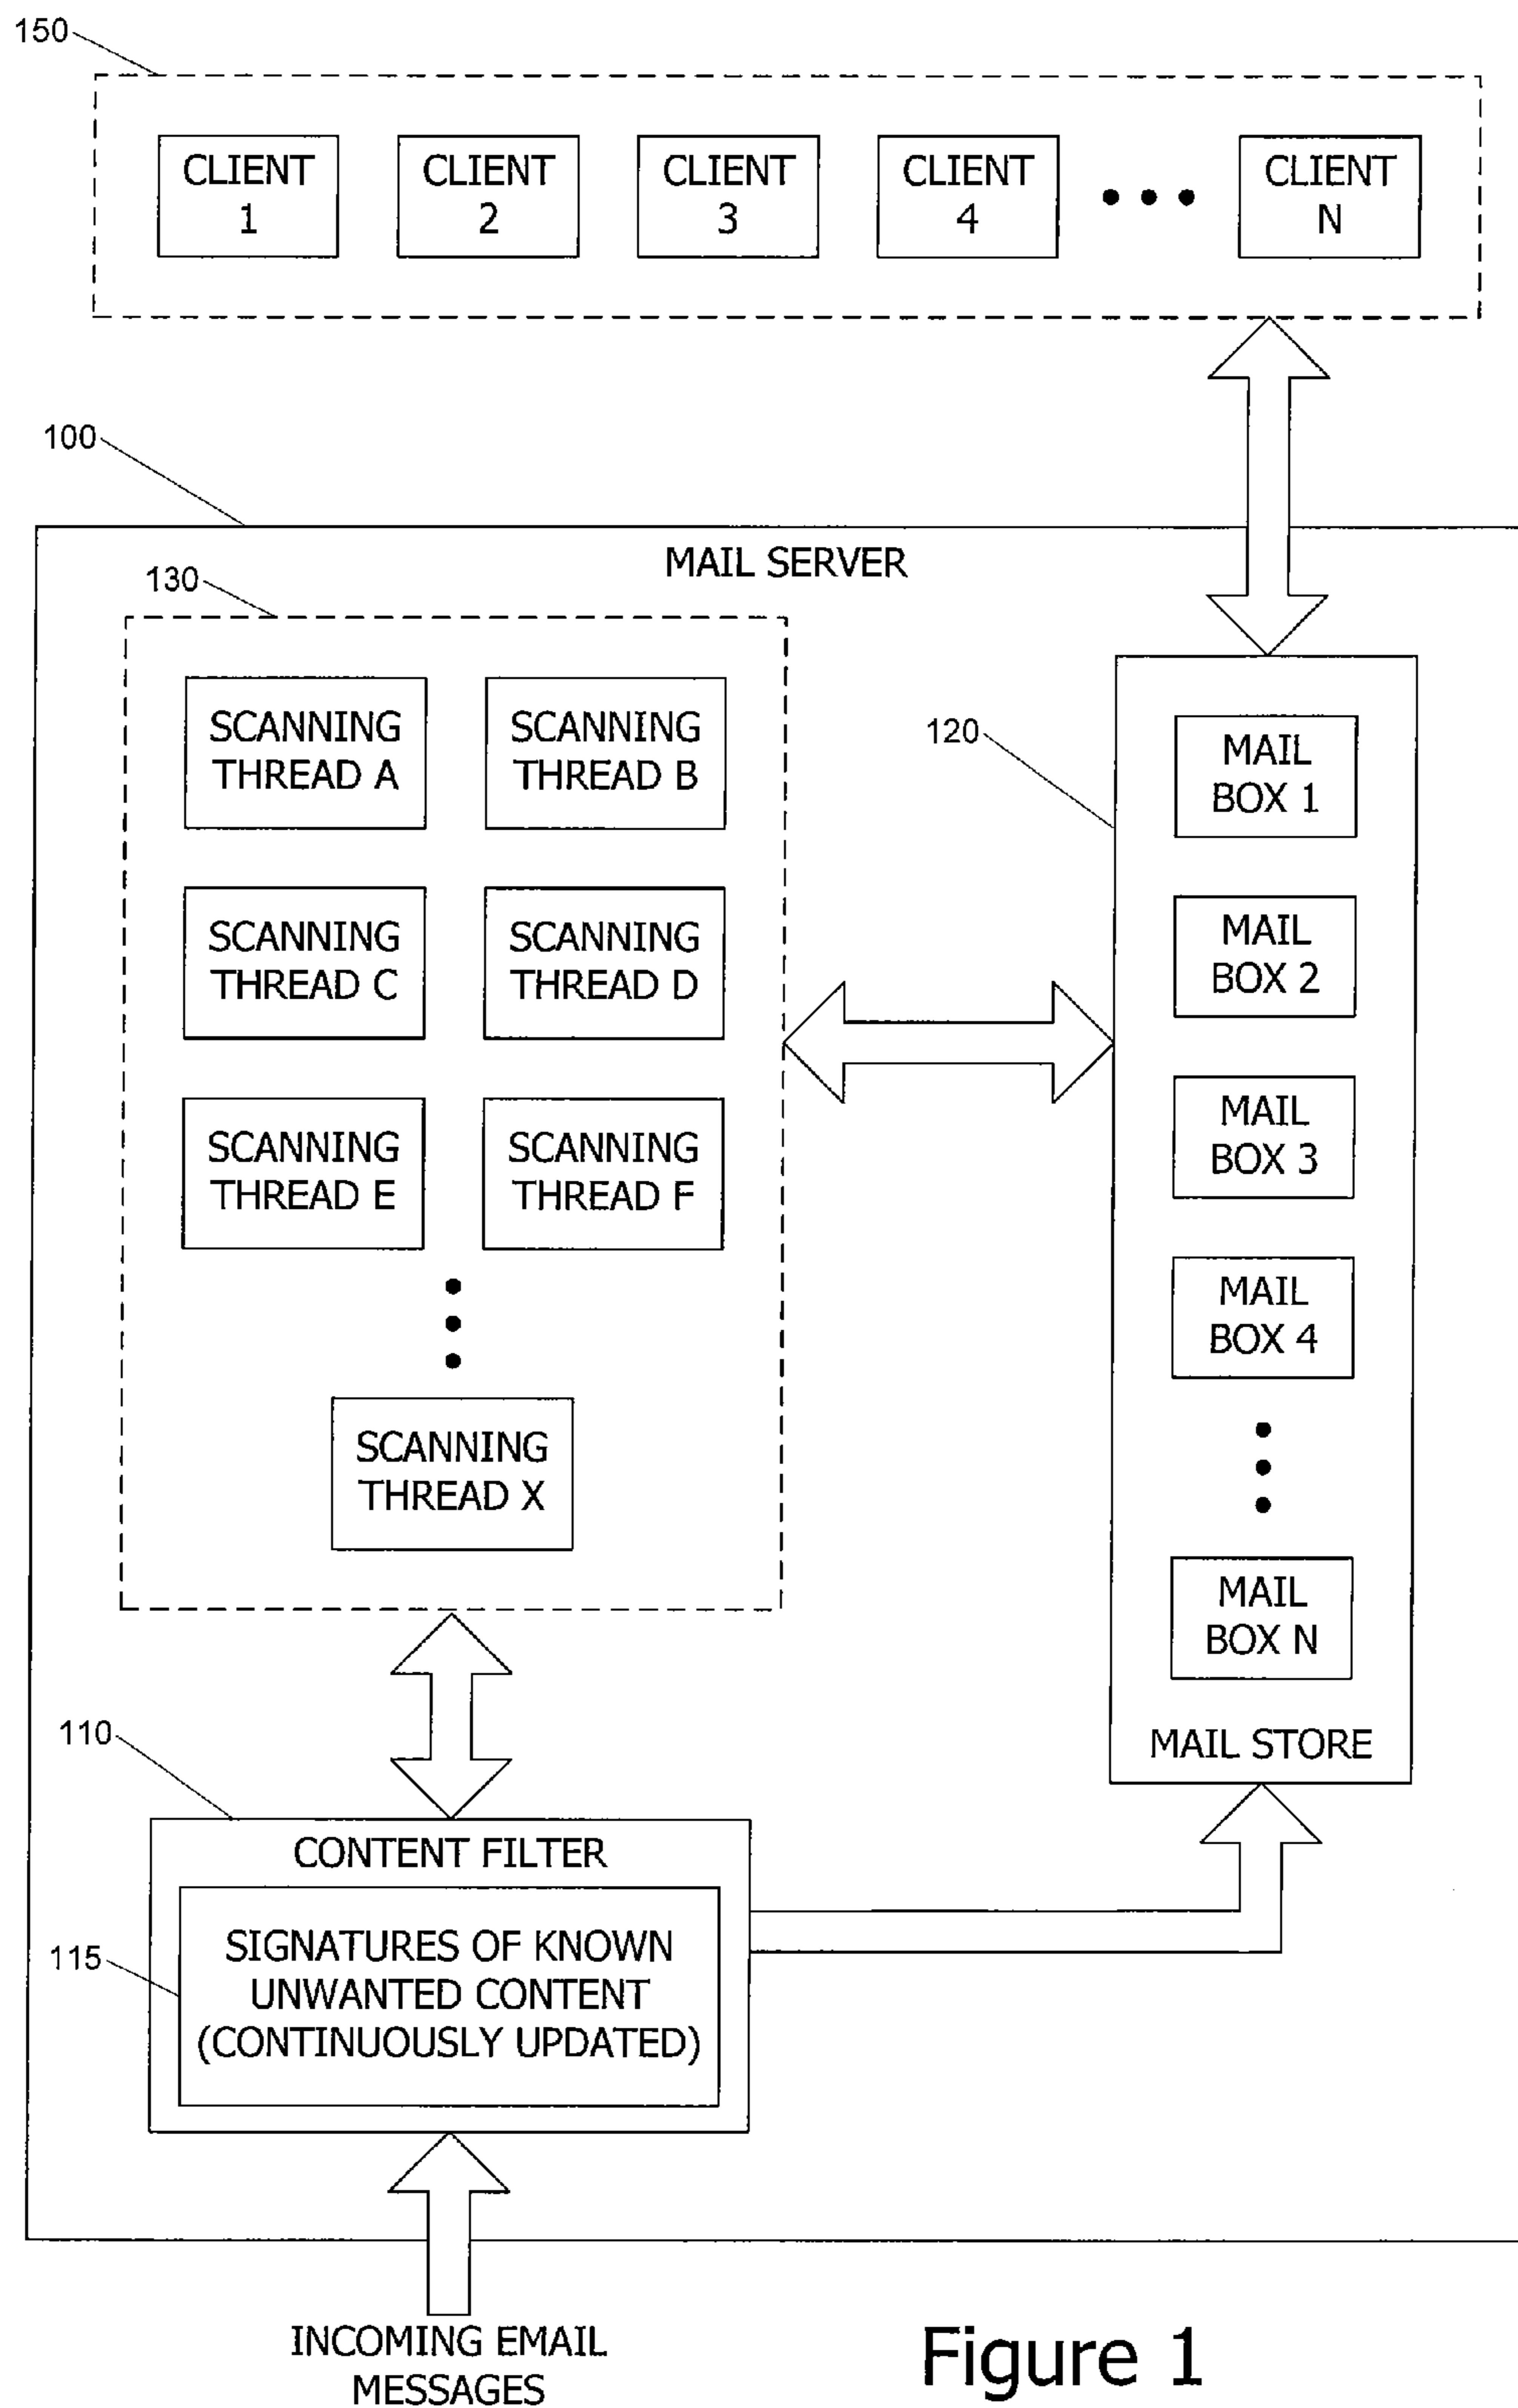 150
CLIENT
1
CLIENT
2
CLIENT
3
CLIENT
4
CLIENT
N
100
MAIL SERVER
130
SCANNING
THREAD A
SCANNING
THREAD B
SCANNING
THREAD C
SCANNING
THREAD D
SCANNING
THREAD E
SCANNING
THREAD F
SCANNING
THREAD X
120
MAIL
BOX 1
MAIL
BOX 2
MAIL
BOX 3
MAIL
BOX 4
MAIL
BOX N
MAIL STORE
110
CONTENT FILTER
115
SIGNATURES OF KNOWN
UNWANTED CONTENT
(CONTINUOUSLY UPDATED)
INCOMING EMAIL
MESSAGES
Figure 1